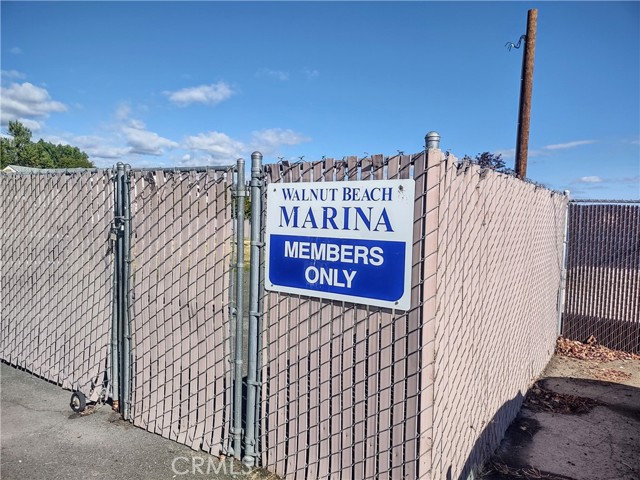 WALNUT BEACH
MARINA
MEMBERS
ONLY
© CRMLS